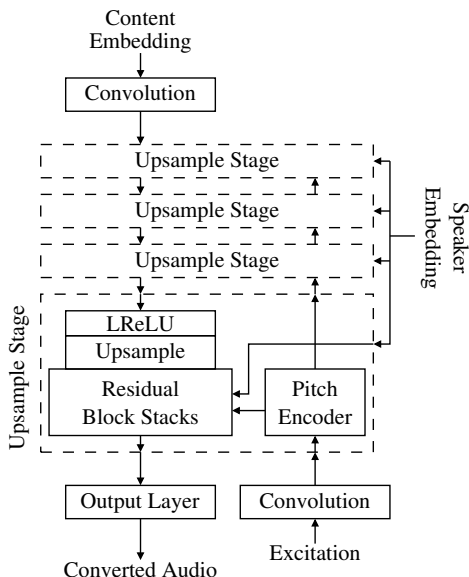 Content
Embedding
Convolution
Upsample Stage
Upsample Stage
Upsample Stage
Speaker
Embedding
Upsample Stage
LReLU
Upsample
Residual
Block Stacks
Pitch
Encoder
Output Layer
Convolution
Converted Audio
Excitation